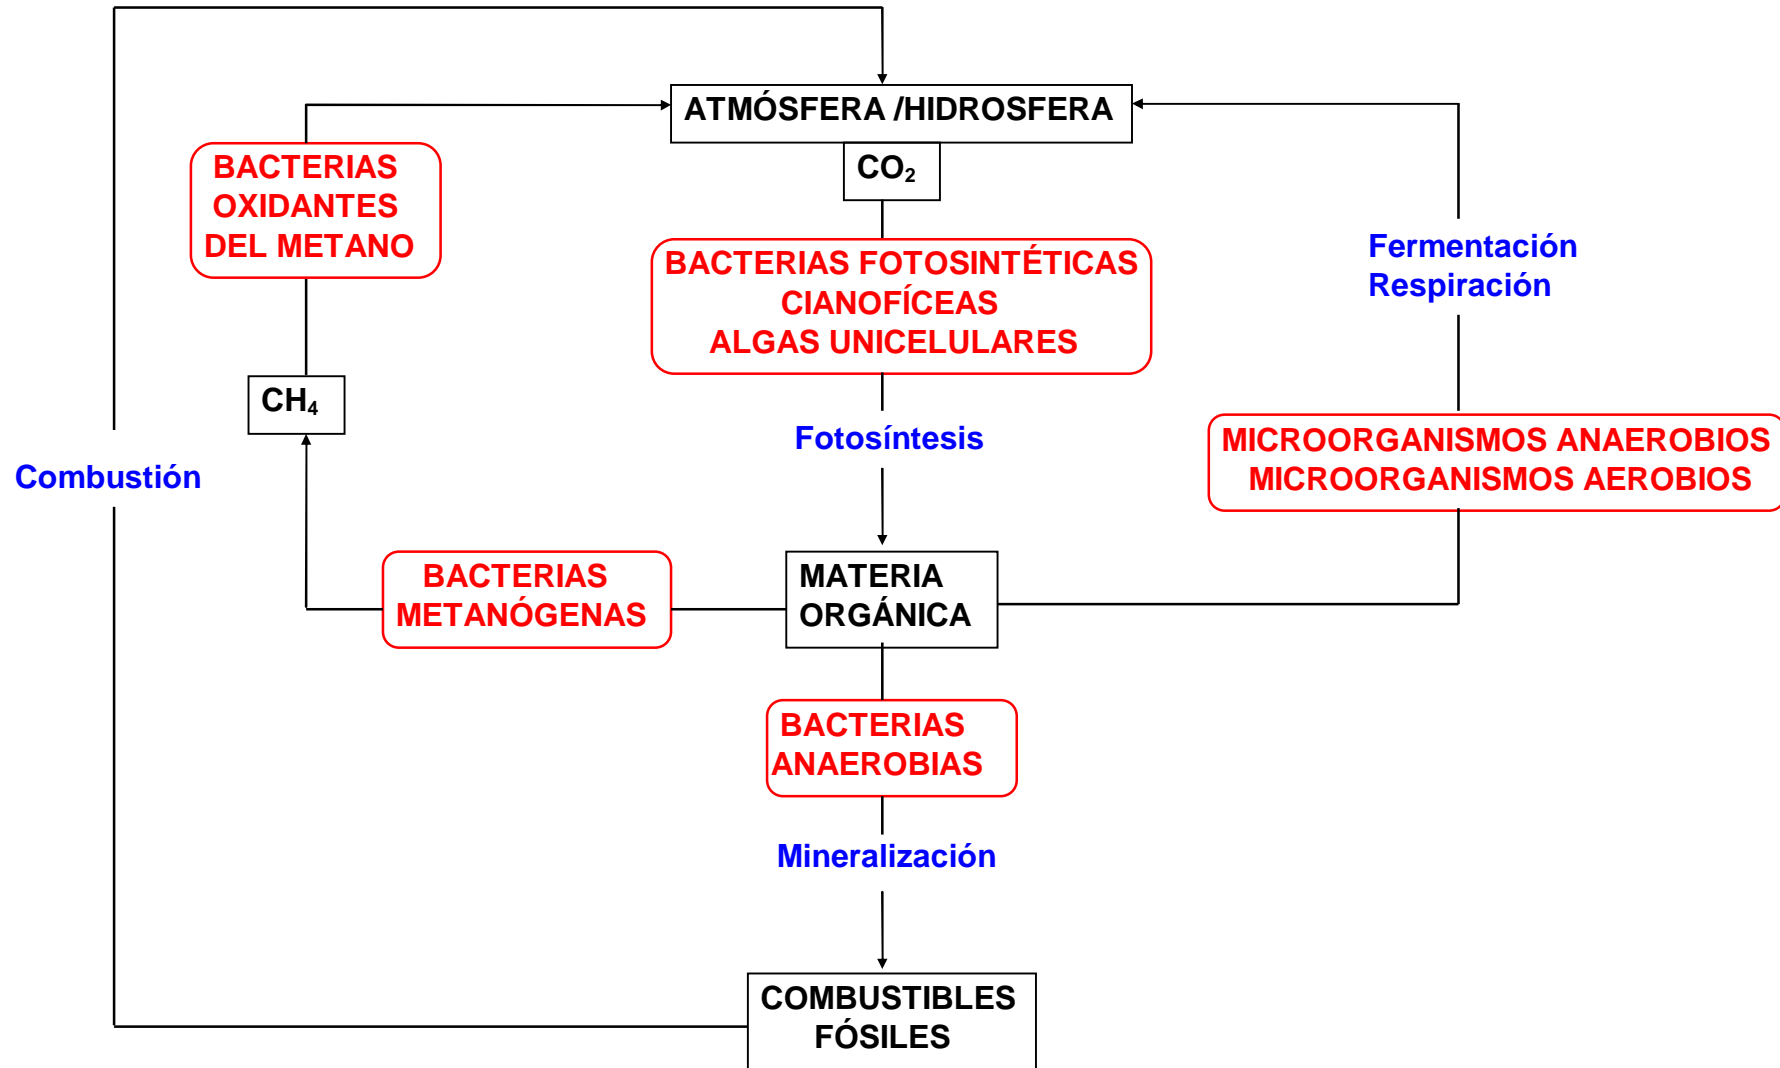 ATMÓSFERA /HIDROSFERA
CO₂
BACTERIAS
OXIDANTES
DEL METANO
BACTERIAS FOTOSINTÉTICAS
CIANOFÍCEAS
ALGAS UNICELULARES
Fermentación
Respiración
CH₄
Fotosíntesis
MICROORGANISMOS ANAEROBIOS
MICROORGANISMOS AEROBIOS
Combustión
BACTERIAS
METANÓGENAS
MATERIA
ORGÁNICA
BACTERIAS
ANAEROBIAS
Mineralización
COMBUSTIBLES
FÓSILES